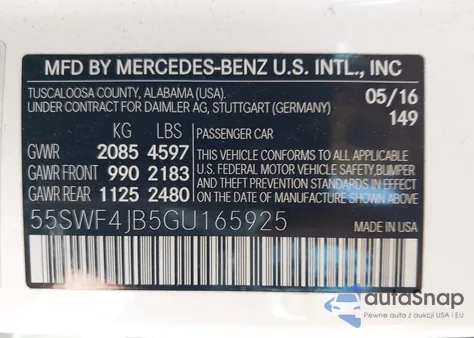 MFD BY MERCEDES-BENZ U.S. INTL., INC
TUSCALOOSA COUNTY, ALABAMA (USA). 05/16
UNDER CONTRACT FOR DAIMLER AG, STUTTGART (GERMANY) 149
KG LBS PASSENGER CAR
GVWR 2085 4597
GAWR FRONT 990 2183
GAWR REAR 1125 2480
THIS VEHICLE CONFORMS TO ALL APPLICABLE
U.S. FEDERAL MOTOR VEHICLE SAFETY, BUMPER
AND THEFT PREVENTION STANDARDS IN EFFECT
ON THE DATE OF MANUFACTURE SHOWN ABOVE.
55SWF4JB5GU165925
MADE IN USA
autaSnap
Pewne auta z aukcji USA i EU